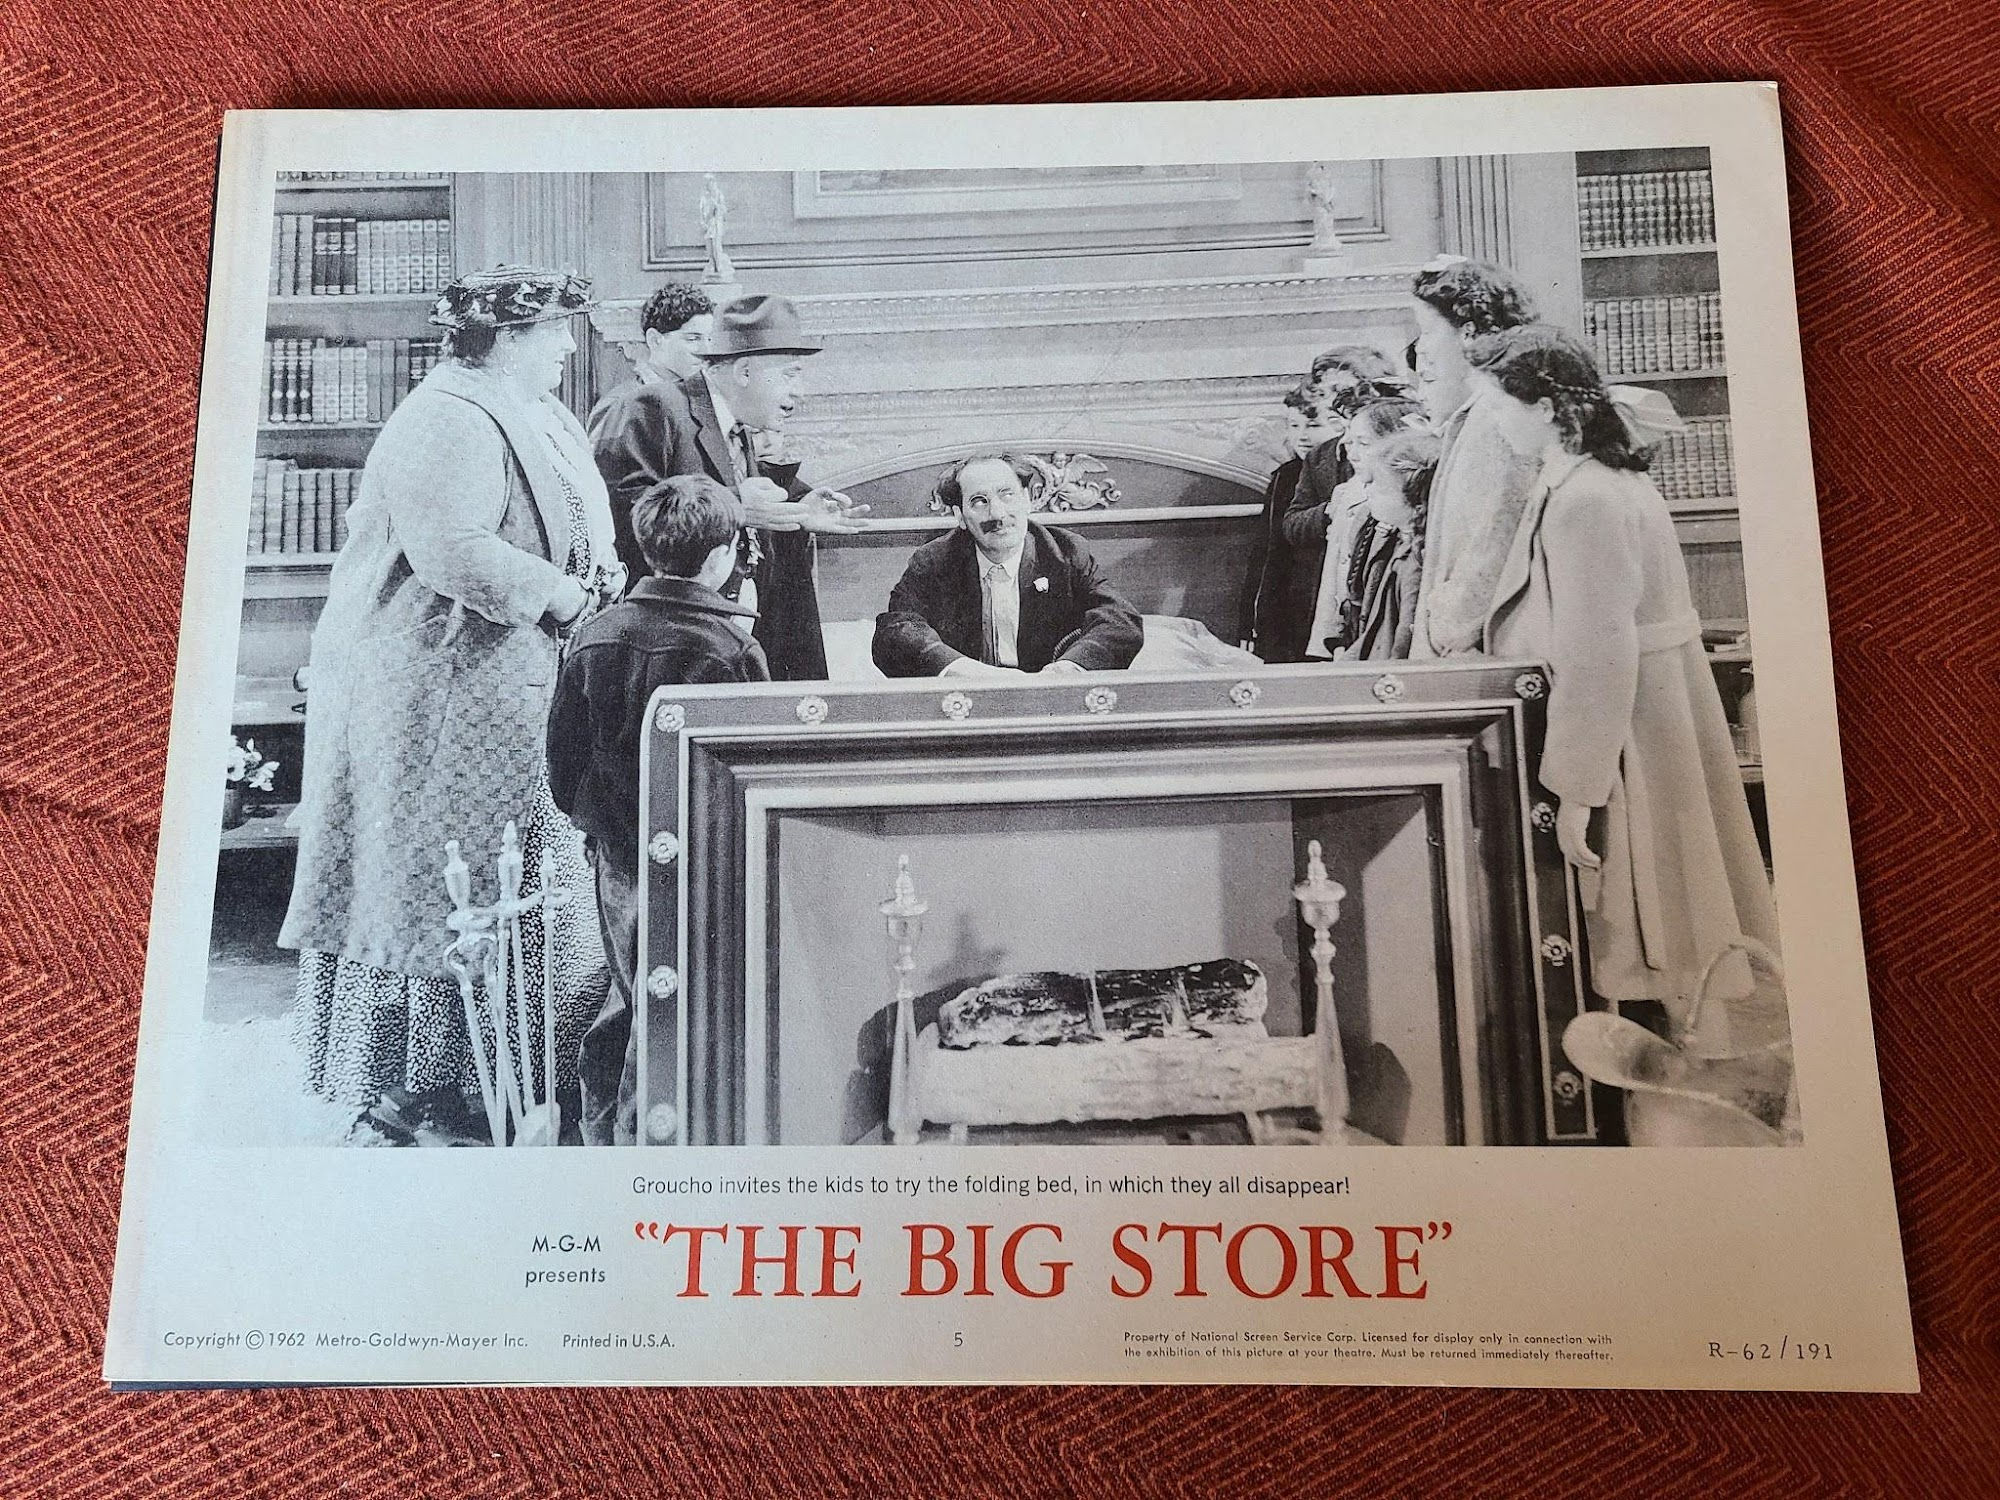 Groucho invites the kids to try the folding bed, in which they all disappear!
M-G-M
presents
“THE BIG STORE”
Copyright © 1962 Metro-Goldwyn-Mayer Inc. Printed in U.S.A.
5
Property of National Screen Service Corp. Licensed for display only in connection with
the exhibition of this picture at your theatre. Must be returned immediately thereafter.
R-62/191